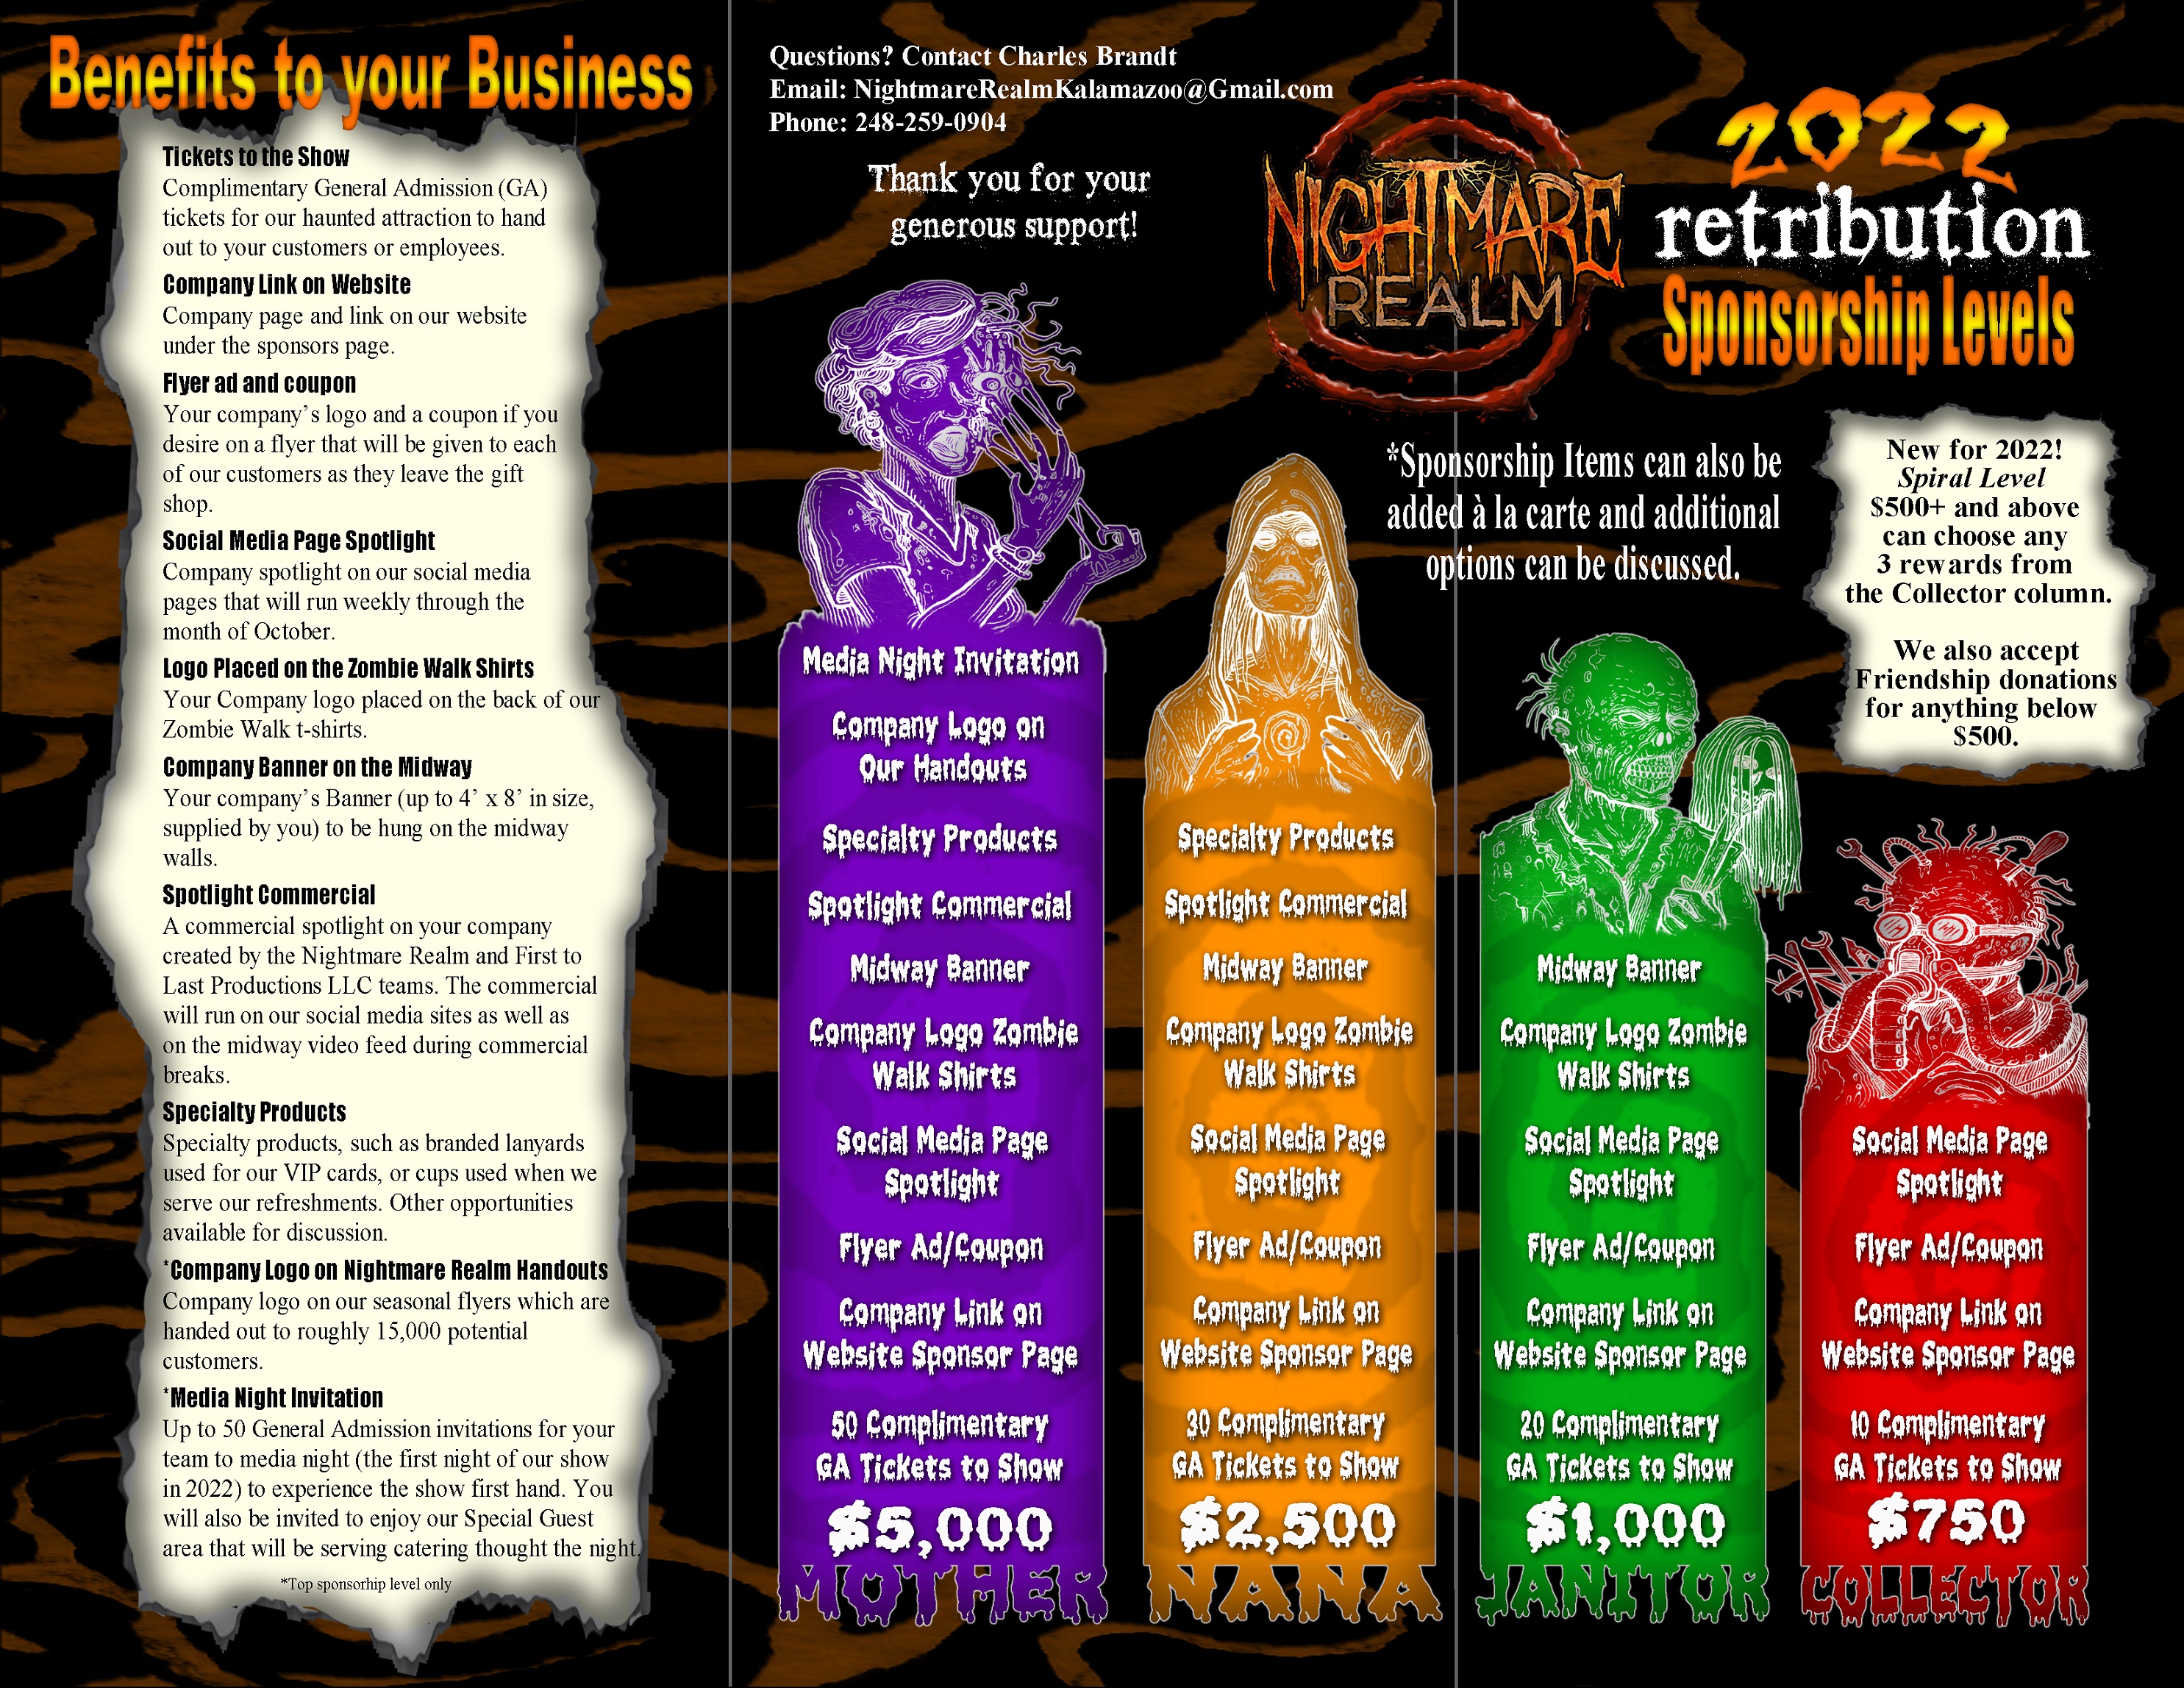 Benefits to your Business
Tickets to the Show
Complimentary General Admission (GA)
tickets for our haunted attraction to hand
out to your customers or employees.
Company Link on Website
Company page and link on our website
under the sponsors page.
Flyer ad and coupon
Your company's logo and a coupon if you
desire on a flyer that will be given to each
of our customers as they leave the gift
shop.
Social Media Page Spotlight
Company spotlight on our social media
pages that will run weekly through the
month of October.
Logo Placed on the Zombie Walk Shirts
Your Company logo placed on the back of our
Zombie Walk t-shirts.
Company Banner on the Midway
Your company's Banner (up to 4' x 8' in size,
supplied by you) to be hung on the midway
walls.
Spotlight Commercial
A commercial spotlight on your company
created by the Nightmare Realm and First to
Last Productions LLC teams. The commercial
will run on our social media sites as well as
on the midway video feed during commercial
breaks.
Specialty Products
Specialty products, such as branded lanyards
used for our VIP cards, or cups used when we
serve our refreshments. Other opportunities
available for discussion.
*Company Logo on Nightmare Realm Handouts
Company logo on our seasonal flyers which are
handed out to roughly 15,000 potential
customers.
*Media Night Invitation
Up to 50 General Admission invitations for your
team to media night (the first night of our show
in 2022) to experience the show first hand. You
will also be invited to enjoy our Special Guest
area that will be serving catering thought the night.
*Top sponsorhip level only
Questions? Contact Charles Brandt
Email: NightmareRealmKalamazoo@Gmail.com
Phone: 248-259-0904
Thank you for your
generous support!
NIGHTMARE
REALM
2022
retribution
Sponsorship Levels
*Sponsorship Items can also be
added à la carte and additional
options can be discussed.
New for 2022!
Spiral Level
$500+ and above
can choose any
3 rewards from
the Collector column.
We also accept
Friendship donations
for anything below
$500.
Media Night Invitation
Company Logo on
Our Handouts
Specialty Products
Spotlight Commercial
Midway Banner
Company Logo Zombie
Walk Shirts
Social Media Page
Spotlight
Flyer Ad/Coupon
Company Link on
Website Sponsor Page
50 Complimentary
GA Tickets to Show
$5,000
MOTHER
Specialty Products
Spotlight Commercial
Midway Banner
Company Logo Zombie
Walk Shirts
Social Media Page
Spotlight
Flyer Ad/Coupon
Company Link on
Website Sponsor Page
30 Complimentary
GA Tickets to Show
$2,500
NANA
Midway Banner
Company Logo Zombie
Walk Shirts
Social Media Page
Spotlight
Flyer Ad/Coupon
Company Link on
Website Sponsor Page
20 Complimentary
GA Tickets to Show
$1,000
JANITOR
Social Media Page
Spotlight
Flyer Ad/Coupon
Company Link on
Website Sponsor Page
10 Complimentary
GA Tickets to Show
$750
COLLECTOR